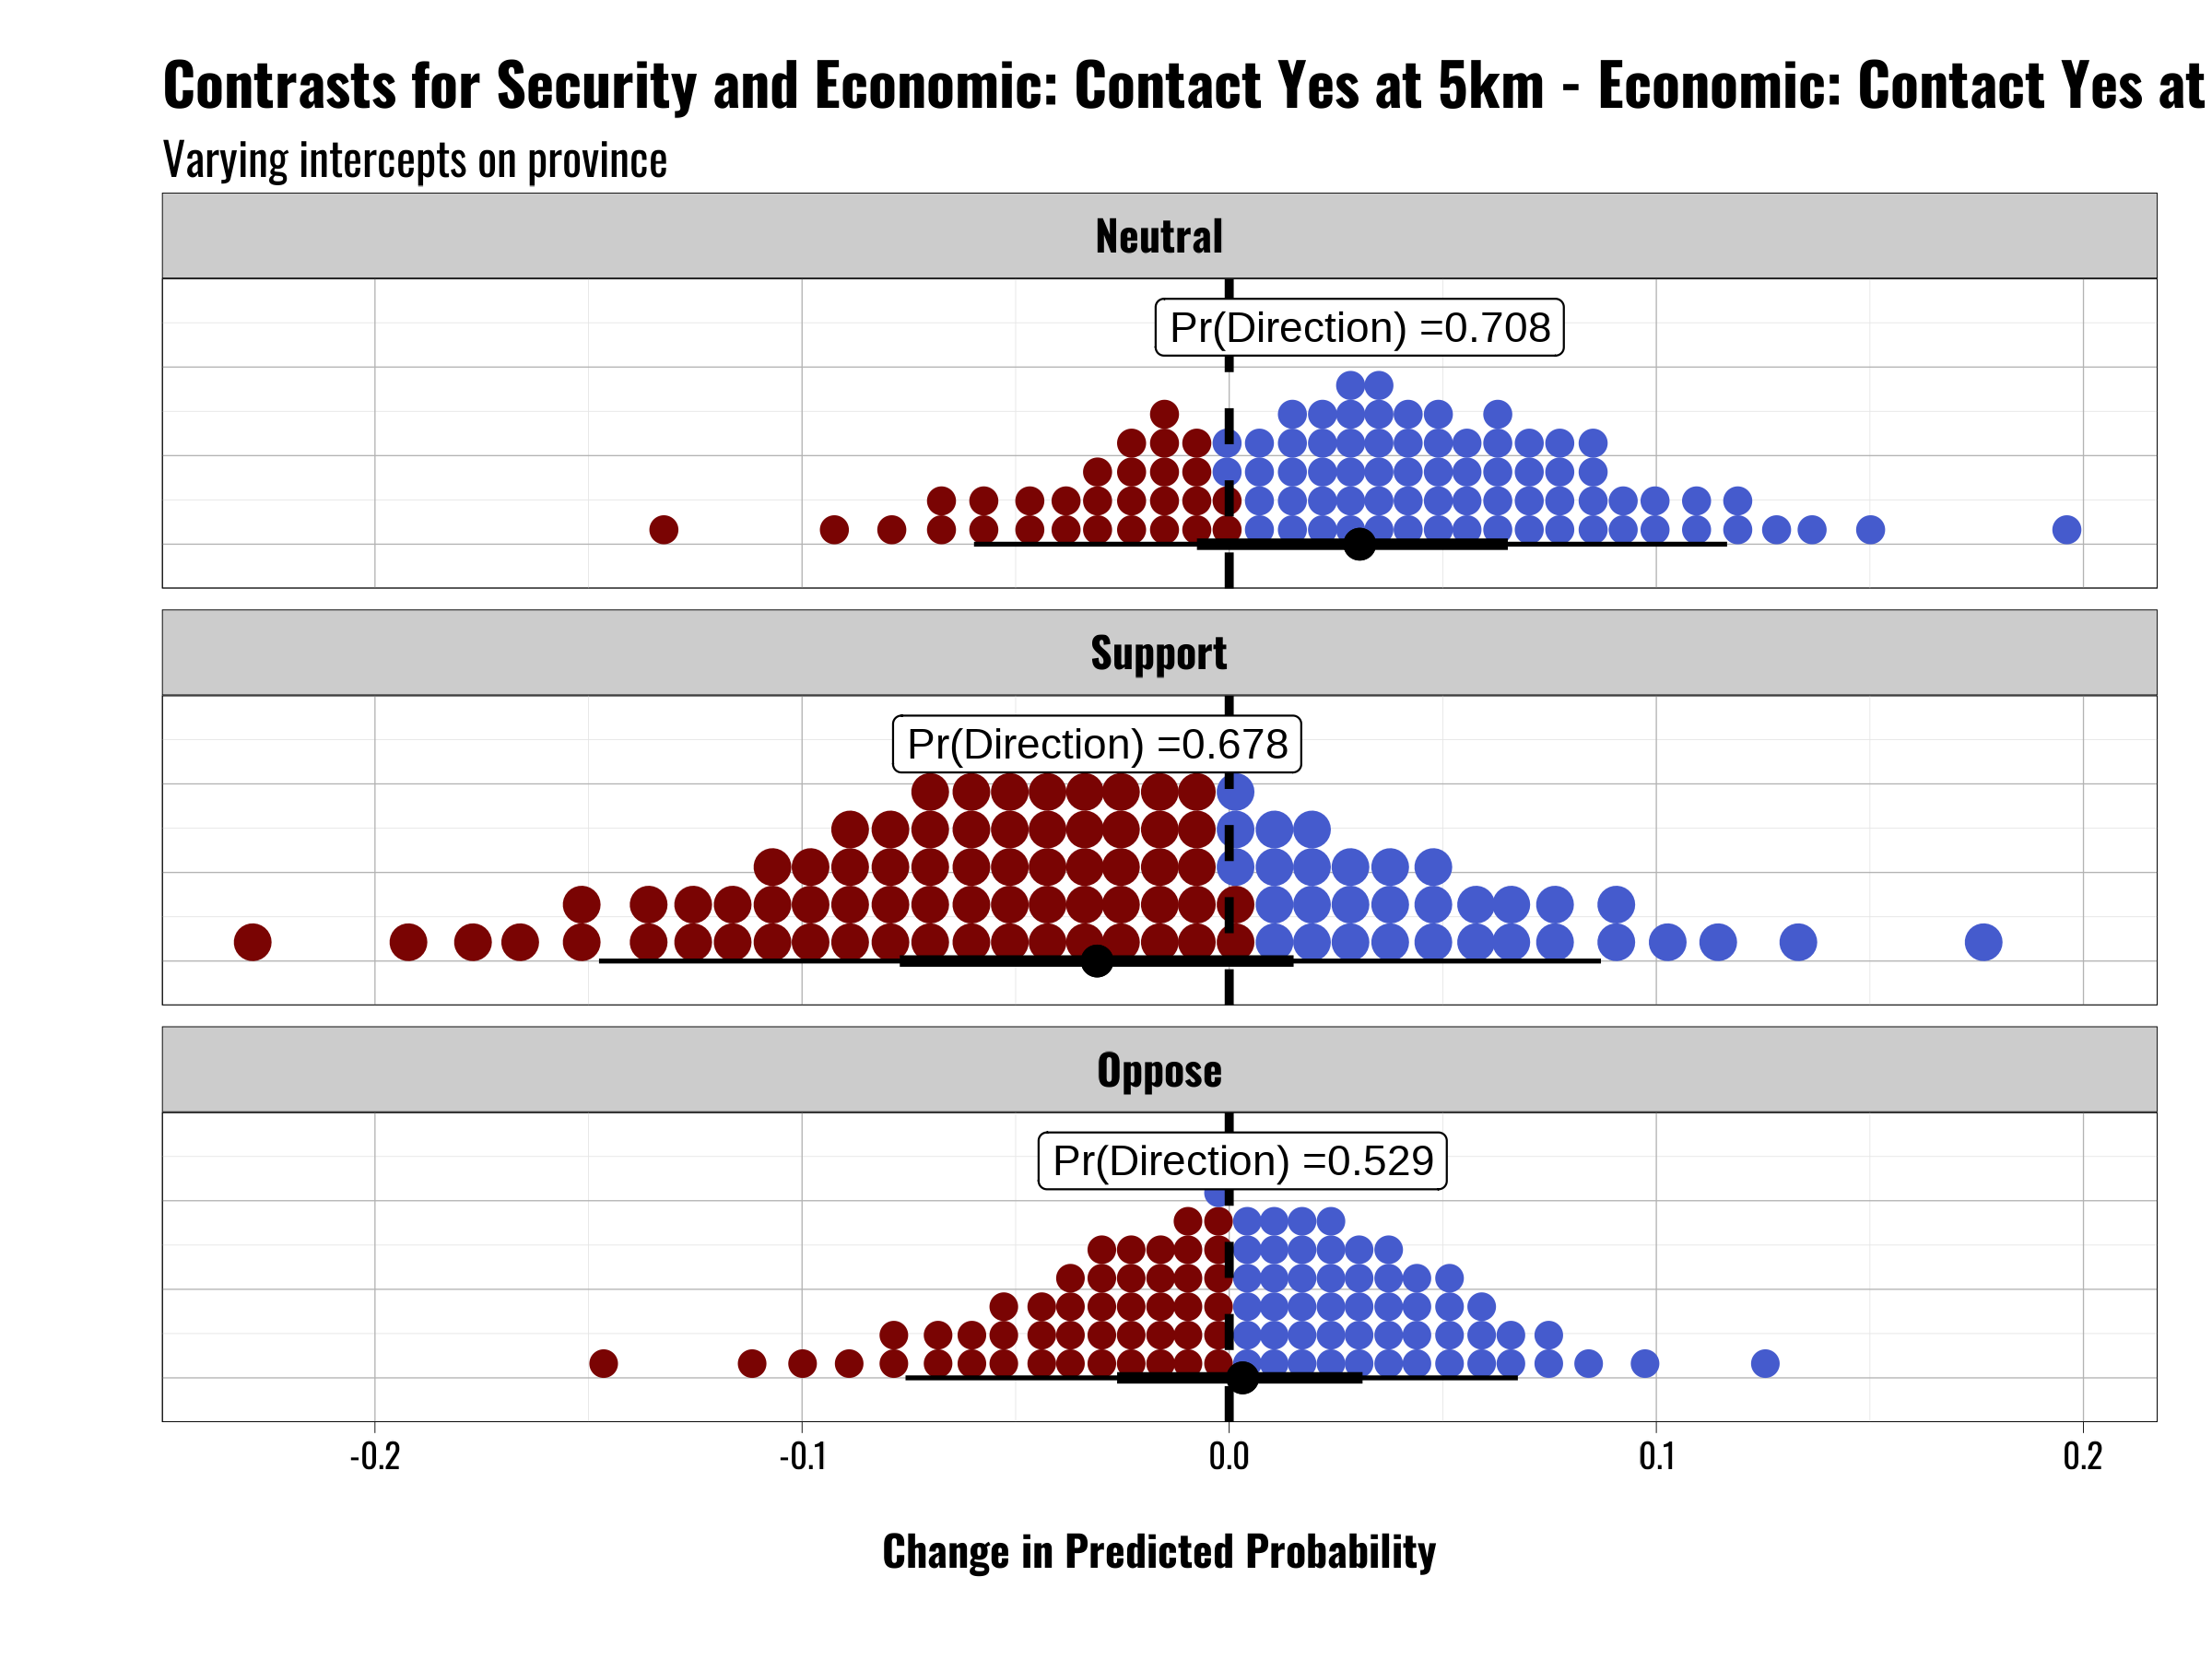 Contrasts for Security and Economic: Contact Yes at 5km - Economic: Contact Yes at
Varying intercepts on province
Neutral
Pr(Direction) =0.708
Support
Pr(Direction) =0.678
Oppose
Pr(Direction) =0.529
-0.2 -0.1 0.0 0.1 0.2
Change in Predicted Probability